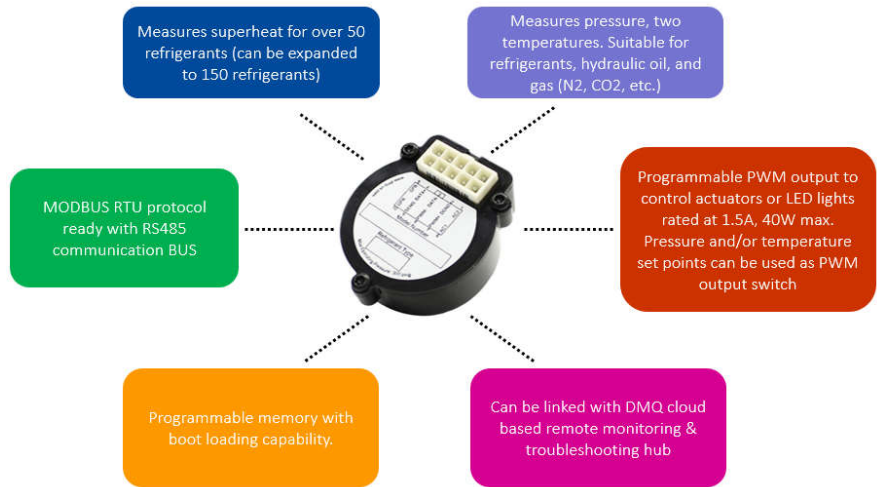 Measures superheat for over 50
refrigerants (can be expanded
to 150 refrigerants)
Measures pressure, two
temperatures. Suitable for
refrigerants, hydraulic oil, and
gas (N2, CO2, etc.)
MODBUS RTU protocol
ready with RS485
communication BUS
Programmable PWM output to
control actuators or LED lights
rated at 1.5A, 40W max.
Pressure and/or temperature
set points can be used as PWM
output switch
Model Number
Refrigerant Type
Programmable memory with
boot loading capability.
Can be linked with DMQ cloud
based remote monitoring &
troubleshooting hub